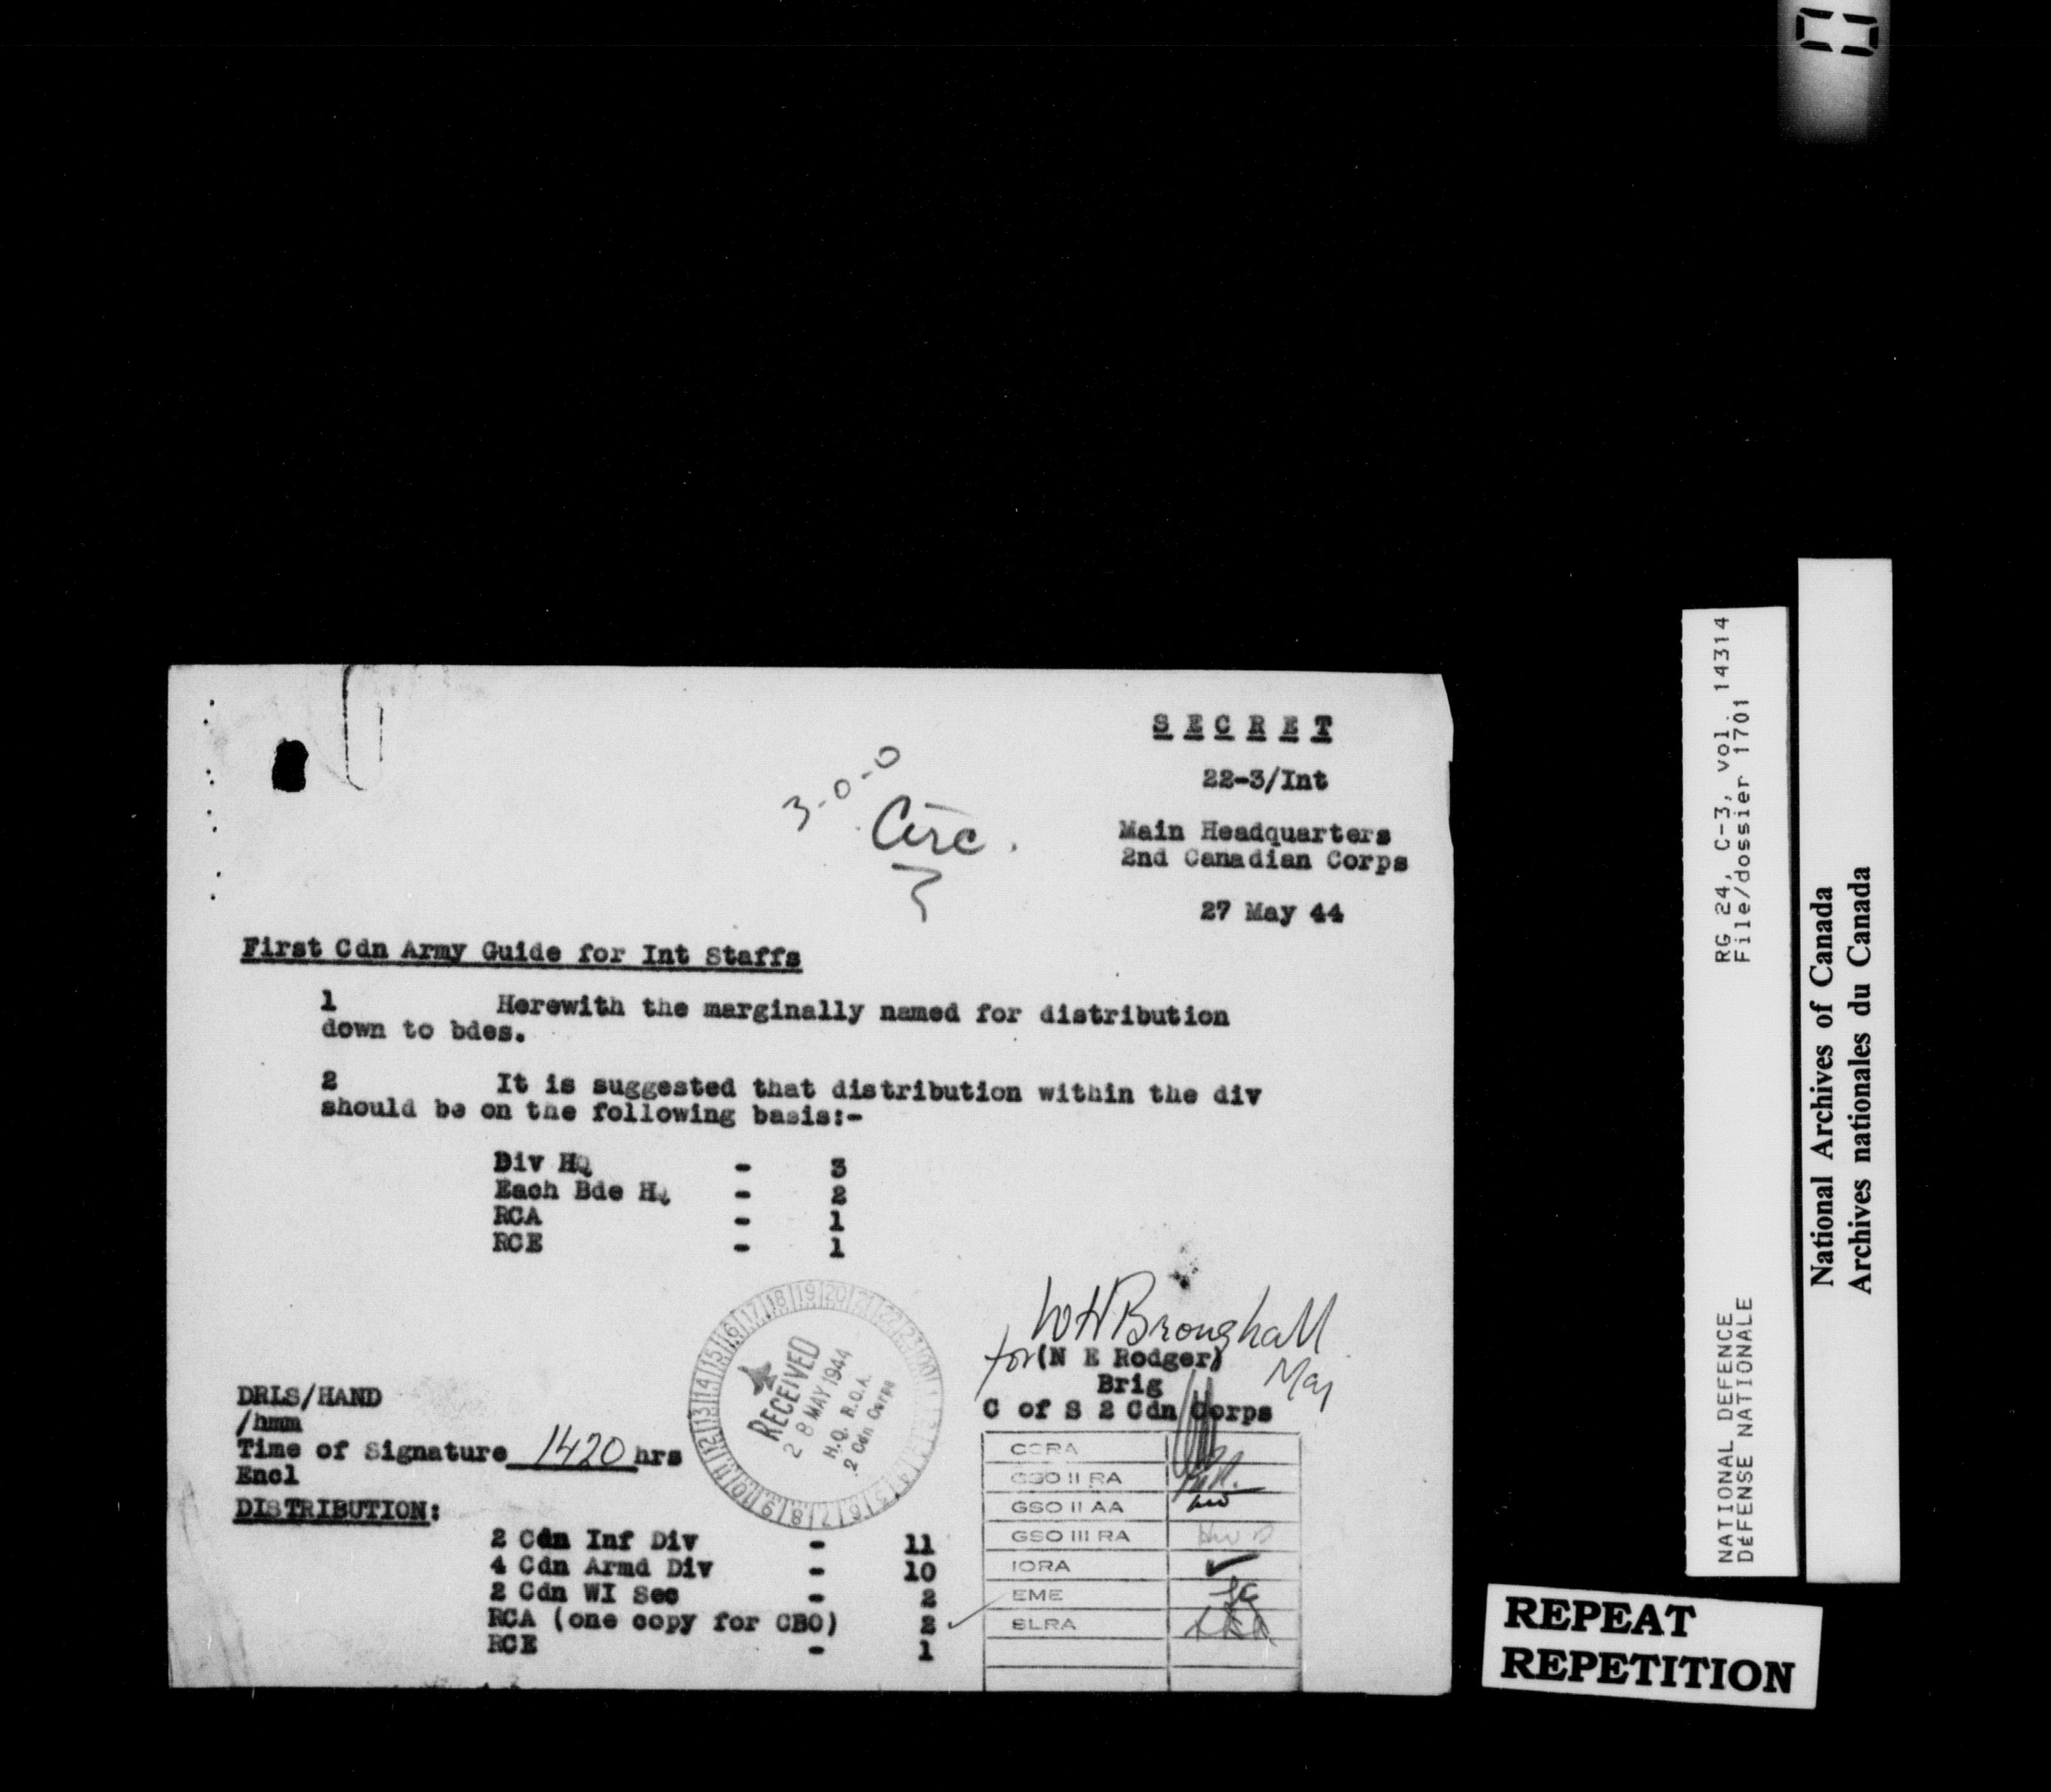 S E C R E T
22-3/Int
3-0-0
Circ.
Main Headquarters
2nd Canadian Corps
27 May 44
First Cdn Army Guide for Int Staffs
1 Herewith the marginally named for distribution
down to bdes.
2 It is suggested that distribution within the div
should be on the following basis:-
Div HQ - 3
Each Bde HQ - 2
RCA - 1
RCE - 1
WHBroughall
Maj
for (N E Rodger)
Brig
C of S 2 Cdn Corps
RECEIVED
28 MAY 1944
H.Q. R.C.A.
2 Cdn Corps
DRLS/HAND
/hmm
Time of Signature 1420 hrs
Encl
DISTRIBUTION:
2 Cdn Inf Div - 11
4 Cdn Armd Div - 10
2 Cdn WI Sec - 2
RCA (one copy for CBO) 2
RCE - 1
CCRA
GSO II RA
GSO II AA
GSO III RA
IORA
EME
SLRA
RG 24, C-3, vol. 14314
File/dossier 1701
NATIONAL DEFENCE
DÉFENSE NATIONALE
National Archives of Canada
Archives nationales du Canada
REPEAT
REPETITION